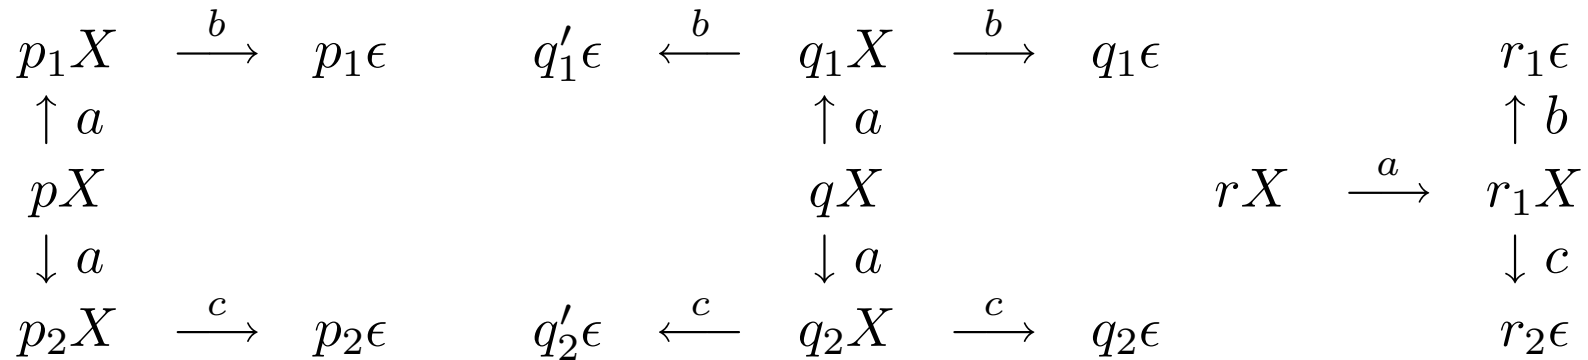 p₁X →ᵇ p₁ϵ q′₁ϵ ←ᵇ q₁X →ᵇ q₁ϵ r₁ϵ
↑ a ↑ a ↑ b
pX qX rX →ᵃ r₁X
↓ a ↓ a ↓ c
p₂X →ᶜ p₂ϵ q′₂ϵ ←ᶜ q₂X →ᶜ q₂ϵ r₂ϵ